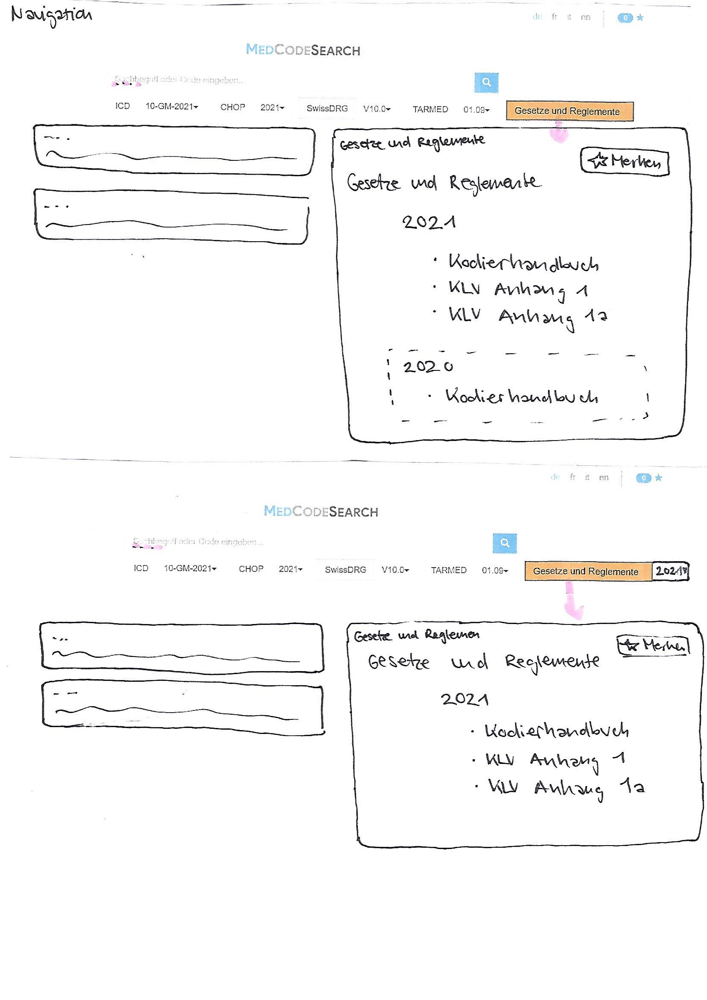 Navigation
de fr it en 0
MEDCODESEARCH
Suchbegriff oder Code eingeben...
ICD 10-GM-2021 CHOP 2021 SwissDRG V10.0 TARMED 01.09 Gesetze und Reglemente
Gesetze und Reglemente
Merken
Gesetze und Reglemente
2021
· Kodierhandbuch
· KLV Anhang 1
· KLV Anhang 1a
2020
· Kodierhandbuch
de fr it en 0
MEDCODESEARCH
Suchbegriff oder Code eingeben...
ICD 10-GM-2021 CHOP 2021 SwissDRG V10.0 TARMED 01.09 Gesetze und Reglemente 2021
Gesetze und Reglemen
Merken
Gesetze und Reglemente
2021
· Kodierhandbuch
· KLV Anhang 1
· KLV Anhang 1a